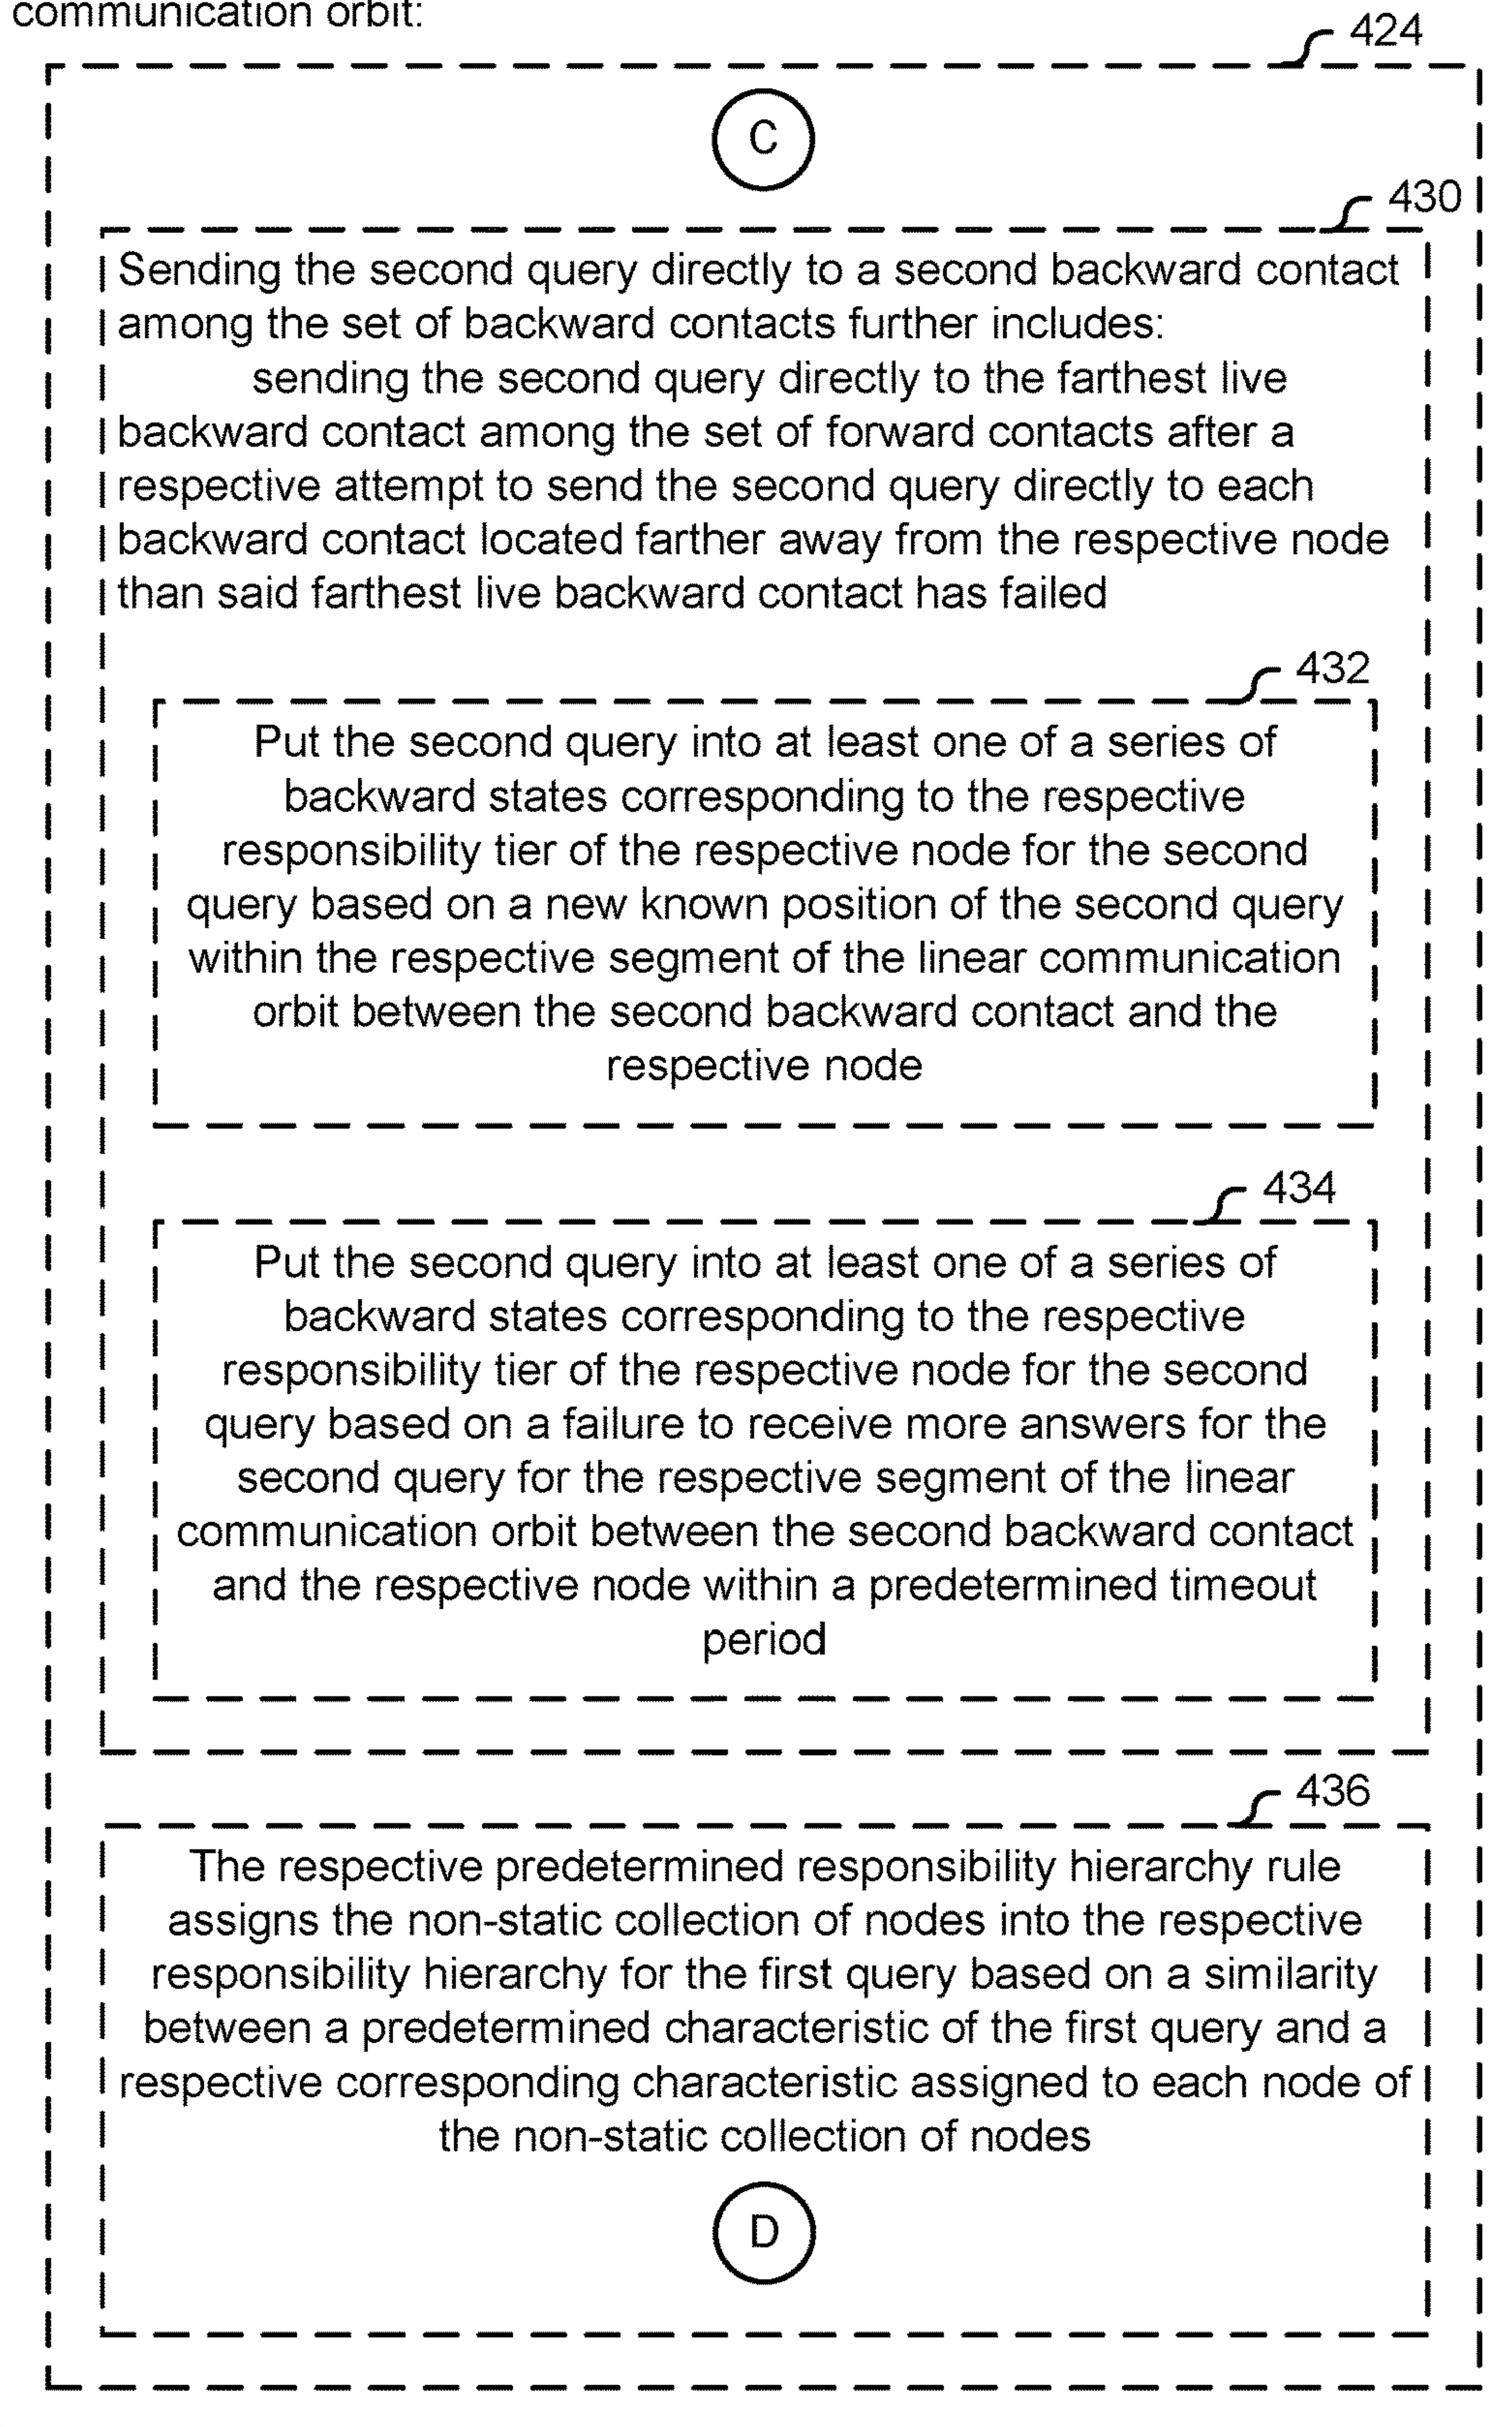 communication orbit:
424
C
430
Sending the second query directly to a second backward contact
among the set of backward contacts further includes:
sending the second query directly to the farthest live
backward contact among the set of forward contacts after a
respective attempt to send the second query directly to each
backward contact located farther away from the respective node
than said farthest live backward contact has failed
432
Put the second query into at least one of a series of
backward states corresponding to the respective
responsibility tier of the respective node for the second
query based on a new known position of the second query
within the respective segment of the linear communication
orbit between the second backward contact and the
respective node
434
Put the second query into at least one of a series of
backward states corresponding to the respective
responsibility tier of the respective node for the second
query based on a failure to receive more answers for the
second query for the respective segment of the linear
communication orbit between the second backward contact
and the respective node within a predetermined timeout
period
436
The respective predetermined responsibility hierarchy rule
assigns the non-static collection of nodes into the respective
responsibility hierarchy for the first query based on a similarity
between a predetermined characteristic of the first query and a
respective corresponding characteristic assigned to each node of
the non-static collection of nodes
D